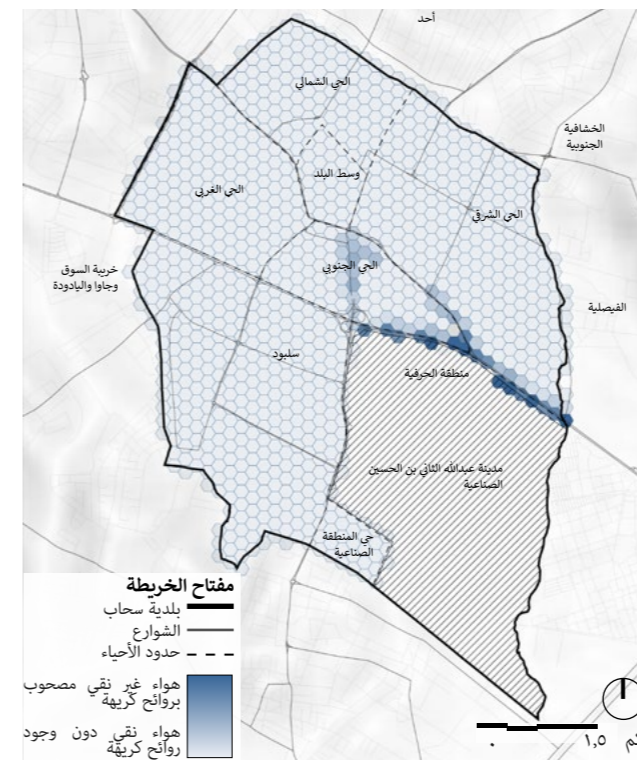 أحد
الحي الشمالي
الخشافية
الجنوبية
وسط البلد
الحي الغربي
الحي الشرقي
الحي الجنوبي
خريبة السوق
وجاوا واليادودة
الفيصلية
سلبود
منطقة الحرفية
مدينة عبدالله الثاني بن الحسين
الصناعية
حي المنطقة
الصناعية
مفتاح الخريطة
بلدية سحاب
الشوارع
حدود الأحياء
هواء غير نقي مصحوب
بروائح كريهة
هواء نقي دون وجود
روائح كريهة
٠ ١,٥ كم